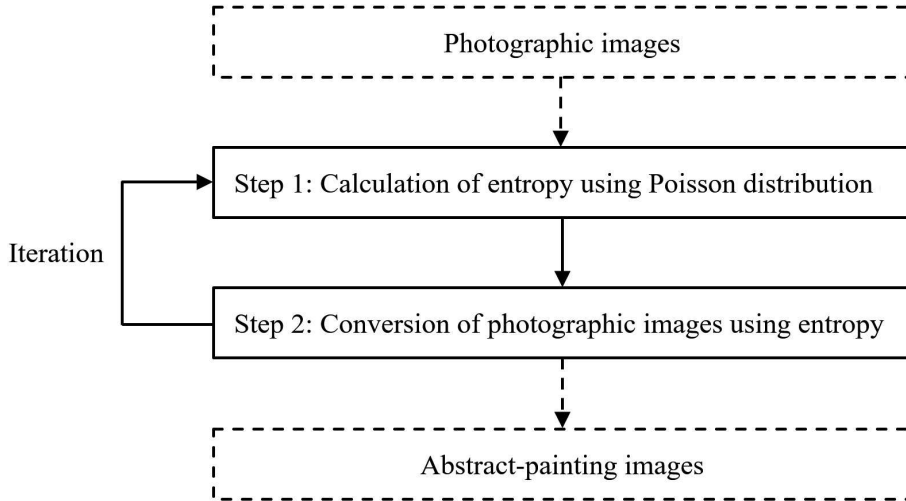 Photographic images
Step 1: Calculation of entropy using Poisson distribution
Iteration
Step 2: Conversion of photographic images using entropy
Abstract-painting images